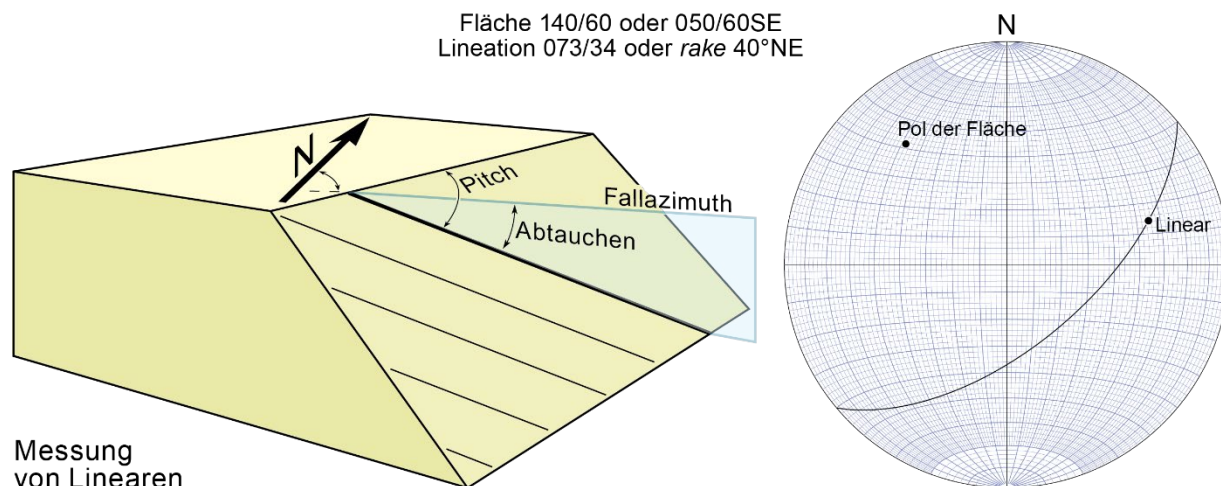 Fläche 140/60 oder 050/60SE
Lineation 073/34 oder rake 40°NE
N
Pitch
Fallazimuth
Abtauchen
Messung
von Linearen
N
Pol der Fläche
Linear